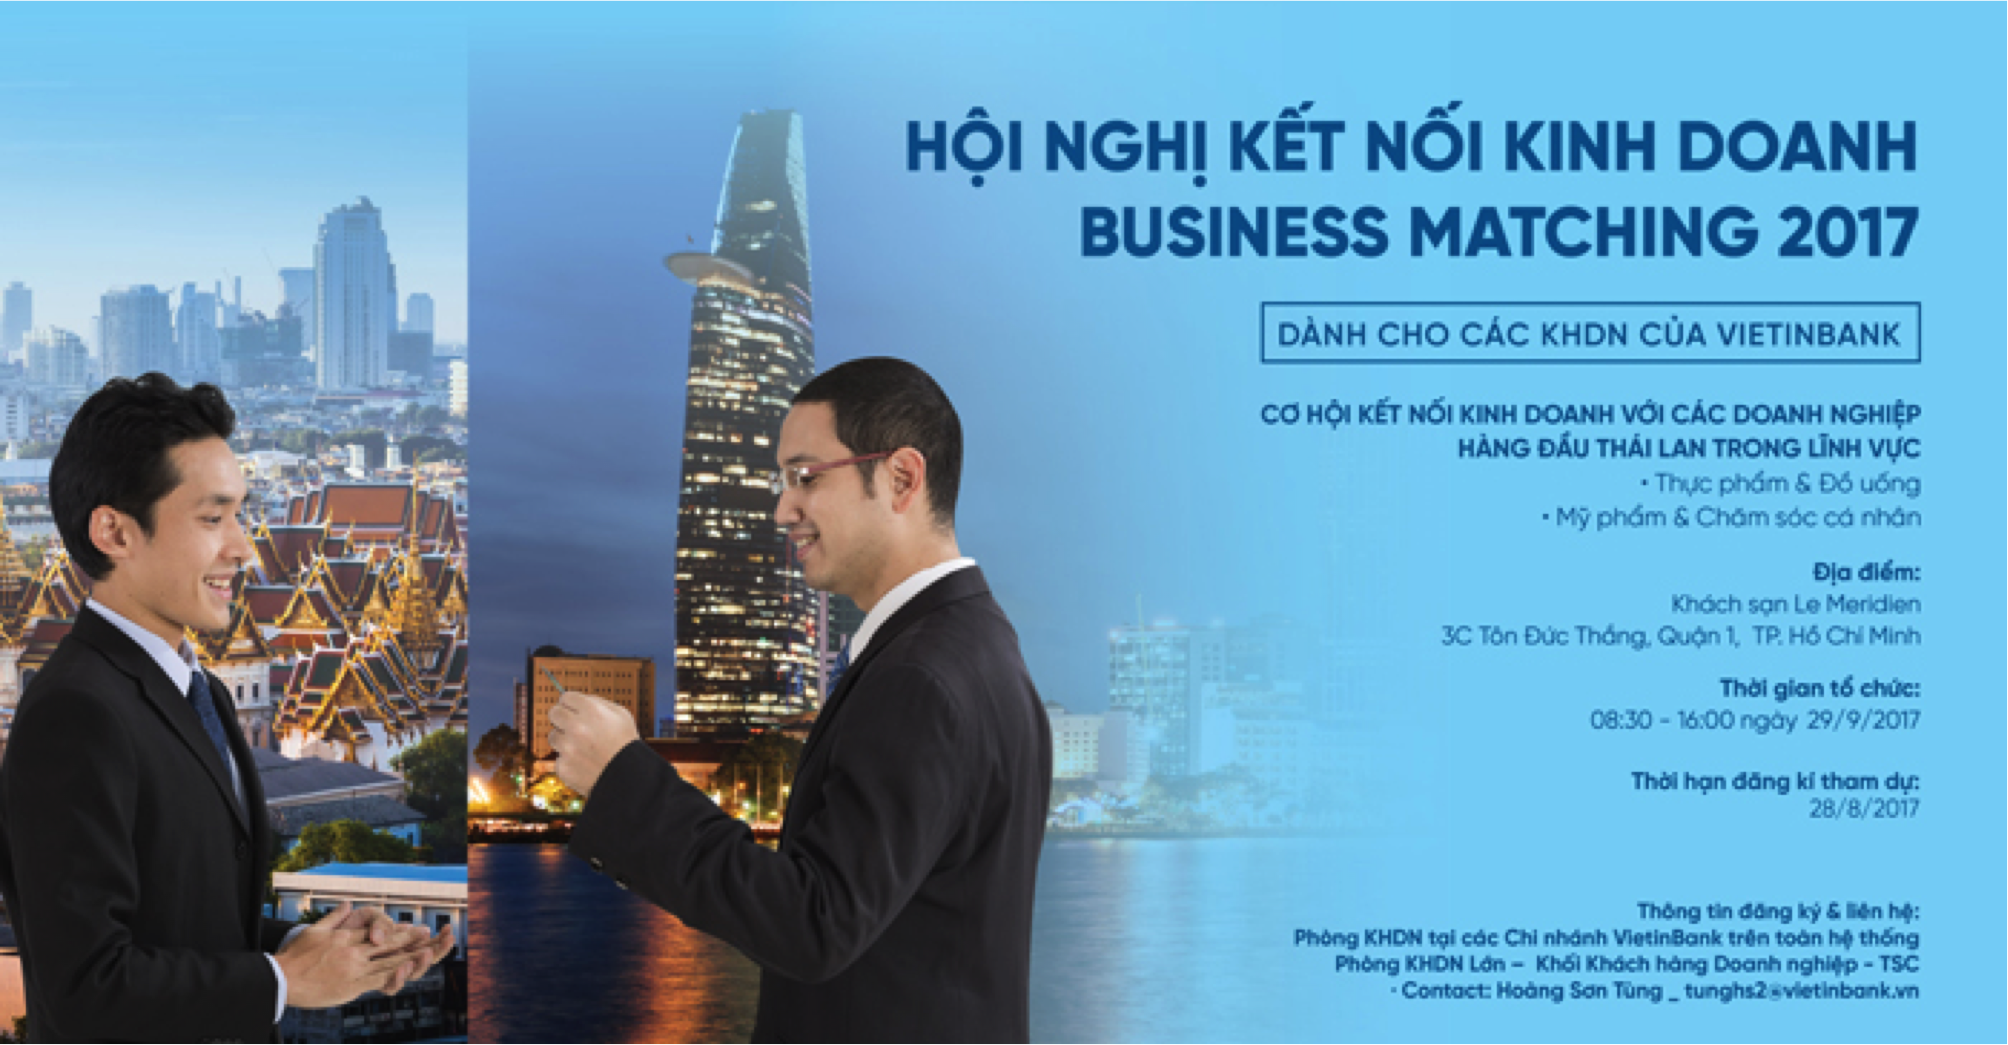 HỘI NGHỊ KẾT NỐI KINH DOANH
BUSINESS MATCHING 2017
DÀNH CHO CÁC KHDN CỦA VIETINBANK
CƠ HỘI KẾT NỐI KINH DOANH VỚI CÁC DOANH NGHIỆP
HÀNG ĐẦU THÁI LAN TRONG LĨNH VỰC
• Thực phẩm & Đồ uống
• Mỹ phẩm & Chăm sóc cá nhân
Địa điểm:
Khách sạn Le Meridien
3C Tôn Đức Thắng, Quận 1, TP. Hồ Chí Minh
Thời gian tổ chức:
08:30 - 16:00 ngày 29/9/2017
Thời hạn đăng kí tham dự:
28/8/2017
Thông tin đăng ký & liên hệ:
Phòng KHDN tại các Chi nhánh VietinBank trên toàn hệ thống
Phòng KHDN Lớn – Khối Khách hàng Doanh nghiệp - TSC
· Contact: Hoàng Sơn Tùng _ tunghs2@vietinbank.vn